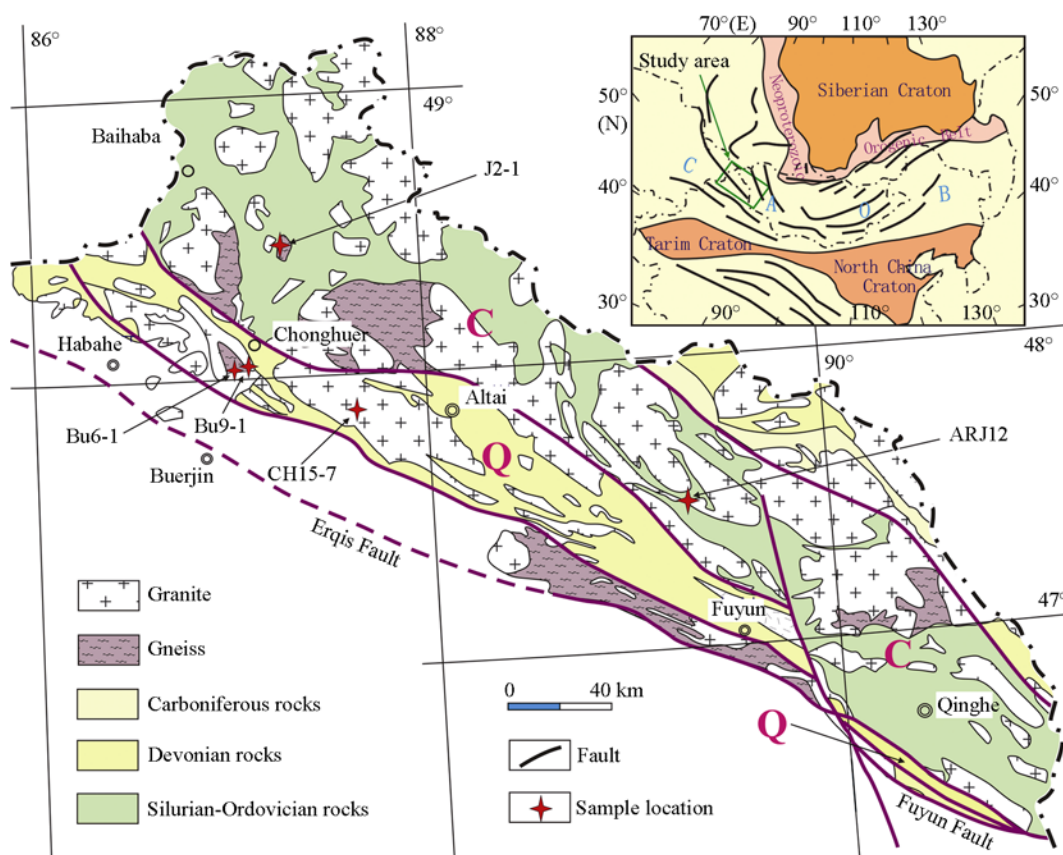 86°
88°
49°
Baihaba
J2-1
C
Habahe
Chonghuer
48°
90°
Altai
Bu9-1
Bu6-1
ARJ12
CH15-7
Buerjin
Q
Erqis Fault
Fuyun
47°
C
Qinghe
Q
Fuyun Fault
Granite
Gneiss
Carboniferous rocks
Devonian rocks
Silurian-Ordovician rocks
0 40 km
Fault
Sample location
70° (E) 90° 110° 130°
Study area
50°
(N)
50°
Siberian Craton
Neoproterozoic
Orogenic Belt
C
A
O
B
40°
40°
Tarim Craton
North China
Craton
30°
30°
90°
110°
130°